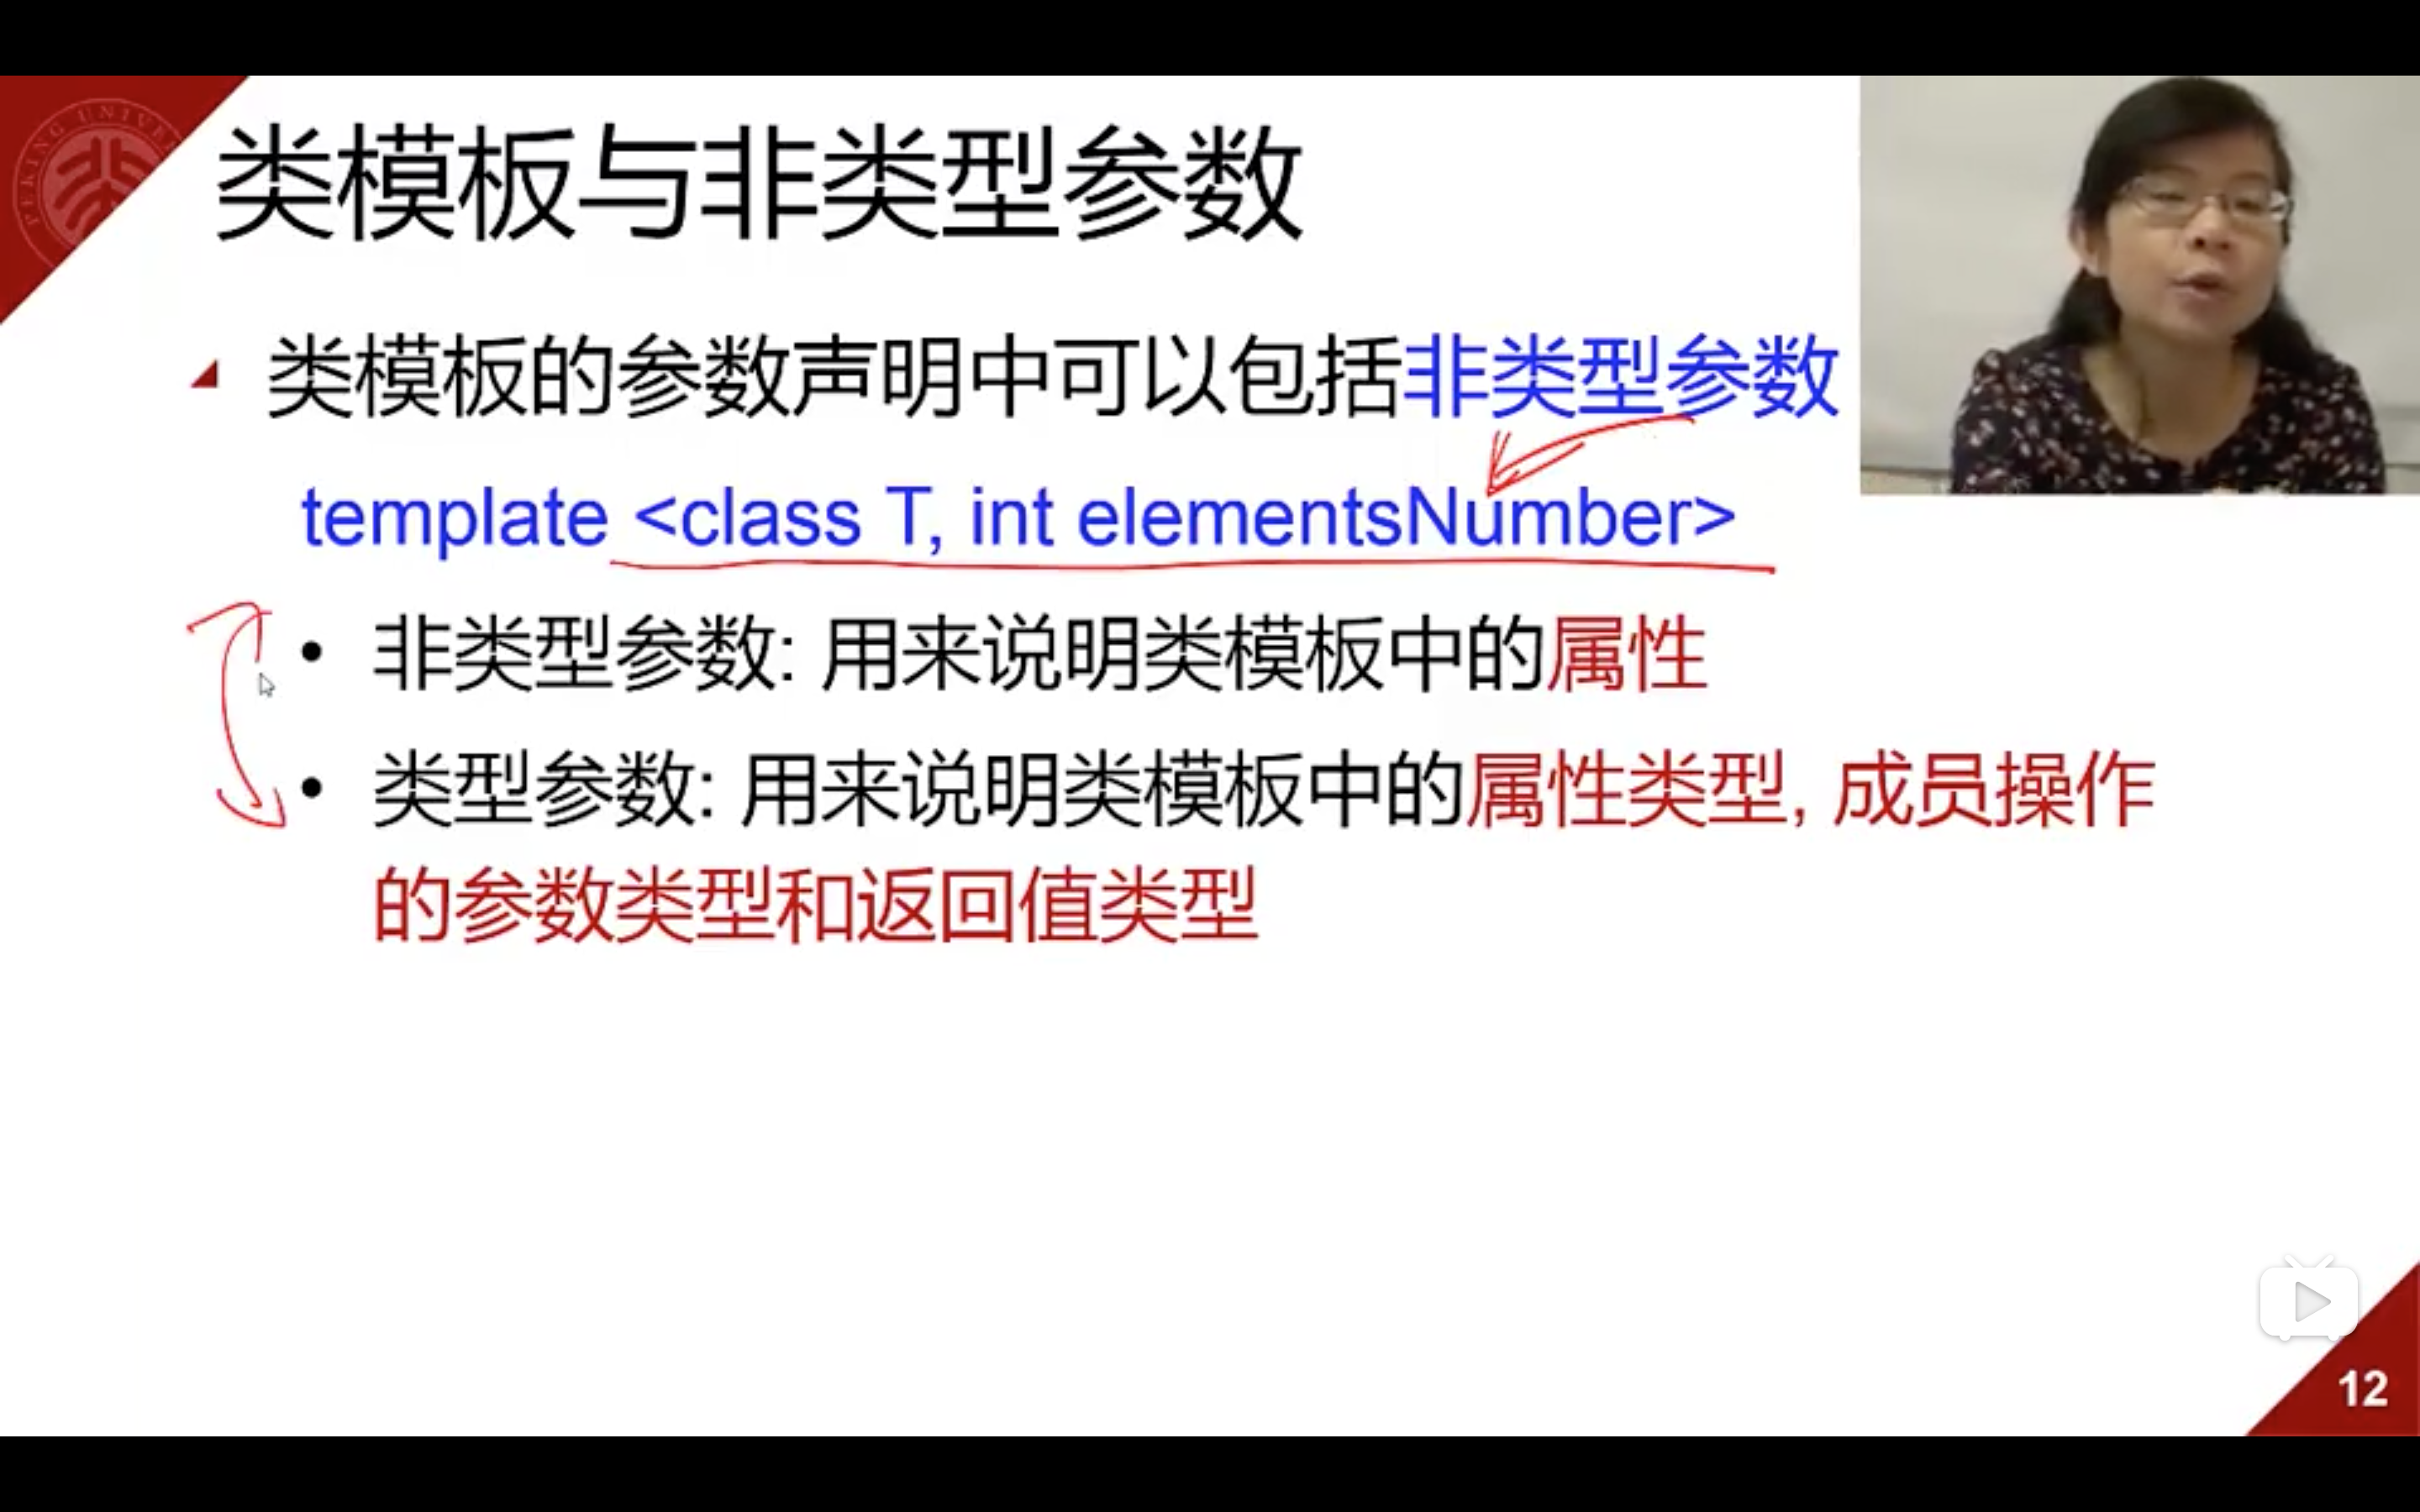 类模板与非类型参数
类模板的参数声明中可以包括非类型参数
template <class T, int elementsNumber>
• 非类型参数: 用来说明类模板中的属性
• 类型参数: 用来说明类模板中的属性类型, 成员操作
的参数类型和返回值类型
12